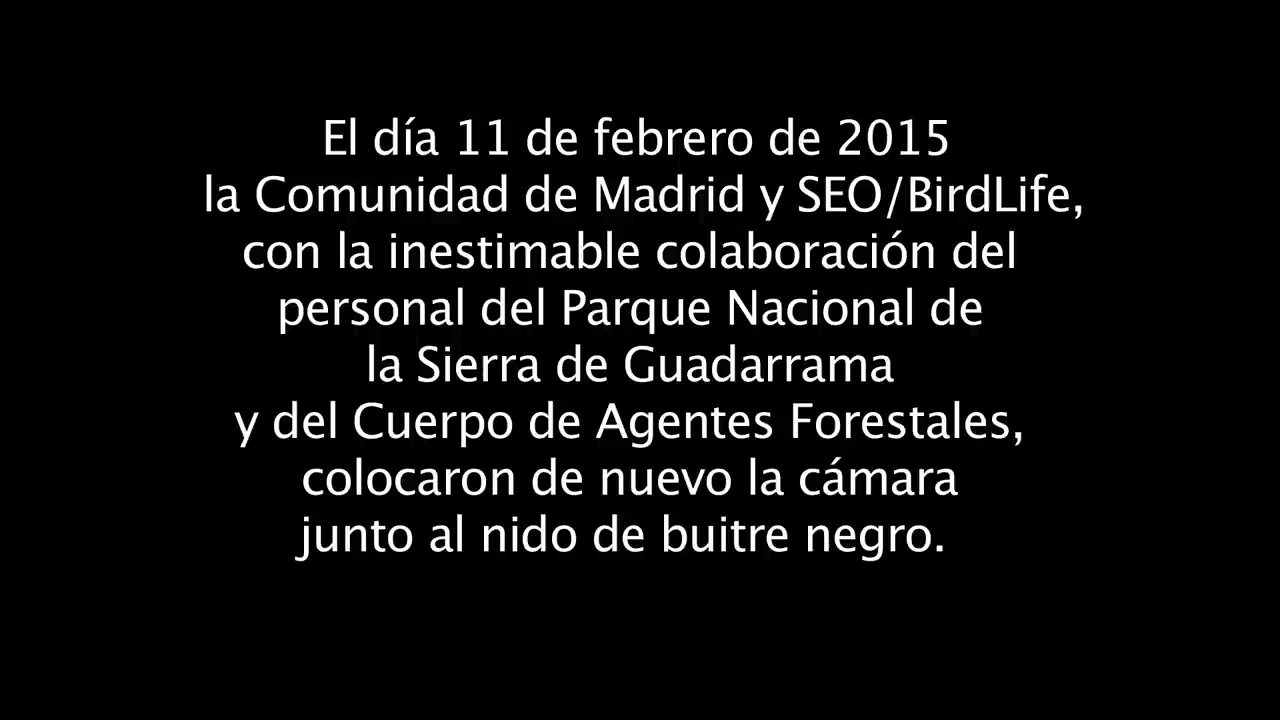 El día 11 de febrero de 2015
la Comunidad de Madrid y SEO/BirdLife,
con la inestimable colaboración del
personal del Parque Nacional de
la Sierra de Guadarrama
y del Cuerpo de Agentes Forestales,
colocaron de nuevo la cámara
junto al nido de buitre negro.